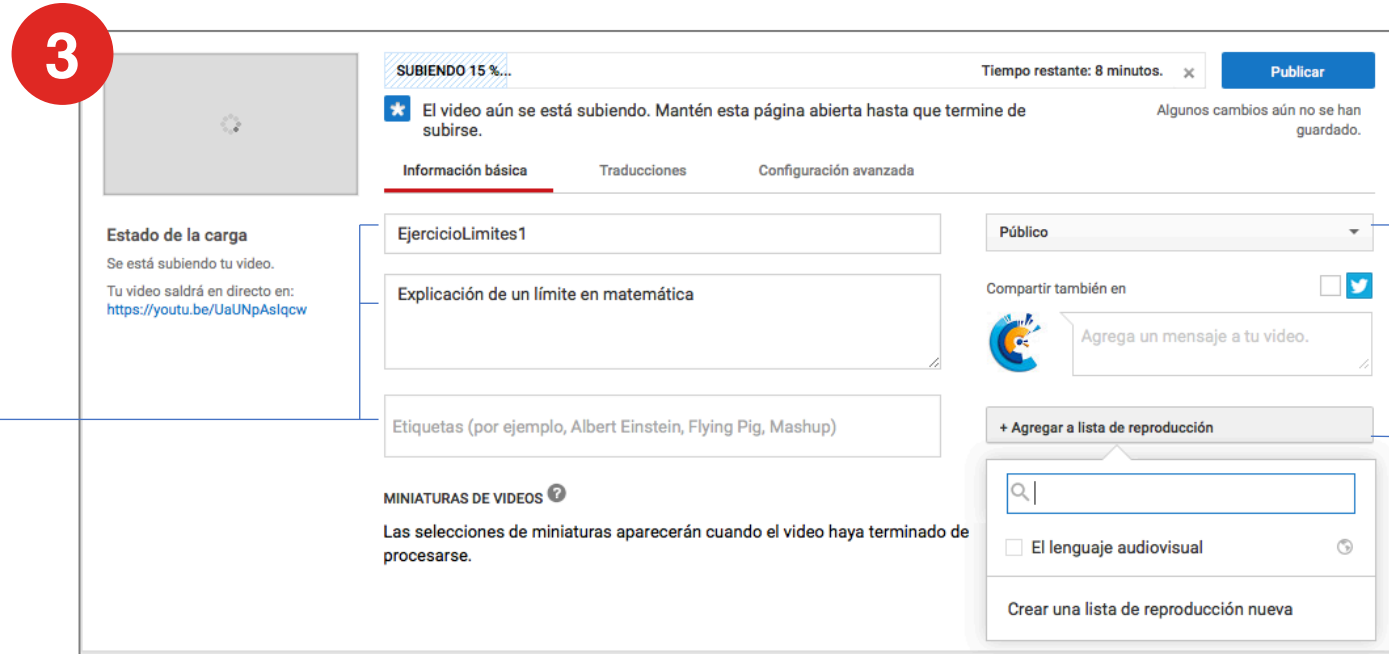 3
SUBIENDO 15 %...
Tiempo restante: 8 minutos.
Publicar
El video aún se está subiendo. Mantén esta página abierta hasta que termine de
subirse.
Algunos cambios aún no se han
guardado.
Información básica
Traducciones
Configuración avanzada
Estado de la carga
Se está subiendo tu video.
Tu video saldrá en directo en:
https://youtu.be/UaUNpAsIqcw
EjercicioLimites1
Explicación de un límite en matemática
Etiquetas (por ejemplo, Albert Einstein, Flying Pig, Mashup)
MINIATURAS DE VIDEOS ?
Las selecciones de miniaturas aparecerán cuando el video haya terminado de
procesarse.
Público
Compartir también en
Agrega un mensaje a tu video.
+ Agregar a lista de reproducción
El lenguaje audiovisual
Crear una lista de reproducción nueva